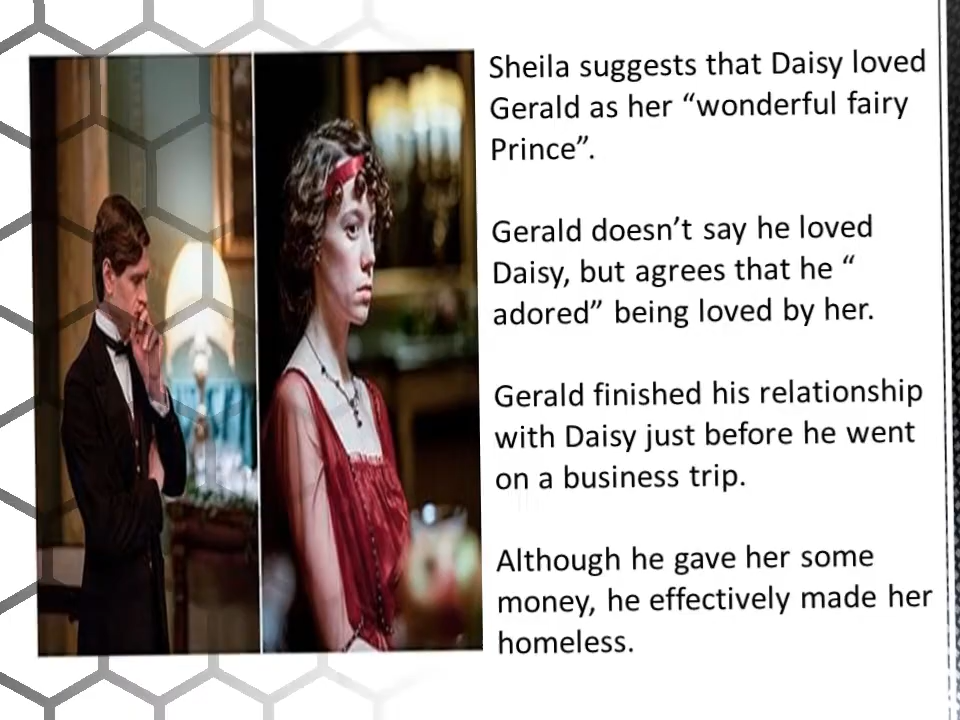 Sheila suggests that Daisy loved
Gerald as her “wonderful fairy
Prince”.
Gerald doesn’t say he loved
Daisy, but agrees that he “
adored” being loved by her.
Gerald finished his relationship
with Daisy just before he went
on a business trip.
Although he gave her some
money, he effectively made her
homeless.